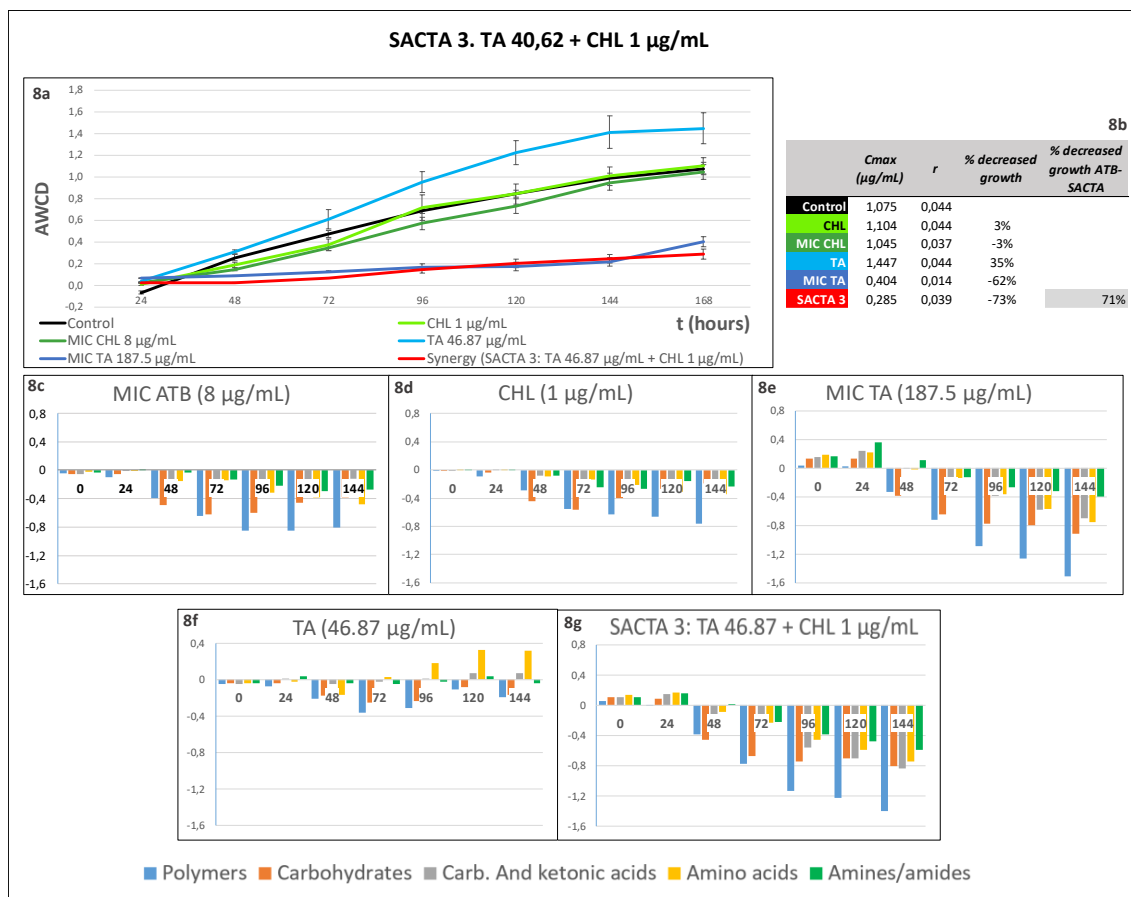 SACTA 3. TA 40,62 + CHL 1 µg/mL
8a
1,8
1,6
1,4
1,2
1,0
0,8
0,6
0,4
0,2
0,0
-0,2
AWCD
24 48 72 96 120 144 168
t (hours)
Control
CHL 1 µg/mL
MIC CHL 8 µg/mL
TA 46.87 µg/mL
MIC TA 187.5 µg/mL
Synergy (SACTA 3: TA 46.87 µg/mL + CHL 1 µg/mL)
8b
Cmax (µg/mL) r % decreased growth % decreased growth ATB-SACTA
Control 1,075 0,044
CHL 1,104 0,044 3%
MIC CHL 1,045 0,037 -3%
TA 1,447 0,044 35%
MIC TA 0,404 0,014 -62%
SACTA 3 0,285 0,039 -73% 71%
8c
MIC ATB (8 µg/mL)
0,8
0,4
0
-0,4
-0,8
-1,2
-1,6
0 24 48 72 96 120 144
8d
CHL (1 µg/mL)
0,8
0,4
0
-0,4
-0,8
-1,2
-1,6
0 24 48 72 96 120 144
8e
MIC TA (187.5 µg/mL)
0,8
0,4
0
-0,4
-0,8
-1,2
-1,6
0 24 48 72 96 120 144
8f
TA (46.87 µg/mL)
0,4
0
-0,4
-0,8
-1,2
-1,6
0 24 48 72 96 120 144
8g
SACTA 3: TA 46.87 + CHL 1 µg/mL
0,8
0,4
0
-0,4
-0,8
-1,2
-1,6
0 24 48 72 96 120 144
Polymers Carbohydrates Carb. And ketonic acids Amino acids Amines/amides